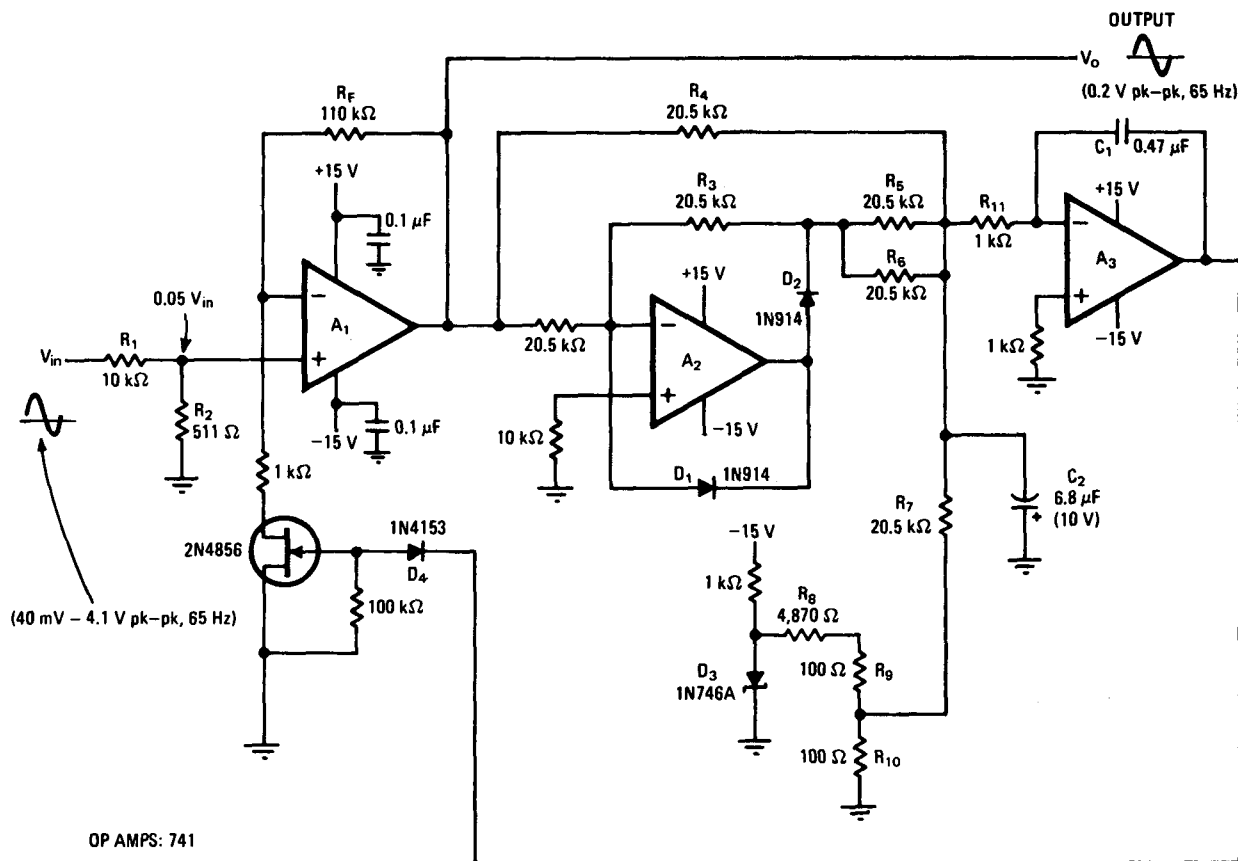 OUTPUT
Vo
(0.2 V pk–pk, 65 Hz)
RF
110 kΩ
R4
20.5 kΩ
C1
0.47 µF
+15 V
0.1 µF
R3
20.5 kΩ
R5
20.5 kΩ
R11
1 kΩ
+15 V
R6
20.5 kΩ
–
A3
+
–15 V
1 kΩ
0.05 Vin
–
A1
+
+15 V
D2
1N914
Vin
R1
10 kΩ
20.5 kΩ
–
A2
+
–15 V
R2
511 Ω
–15 V
0.1 µF
10 kΩ
D1
1N914
1 kΩ
C2
6.8 µF
(10 V)
+
R7
20.5 kΩ
2N4856
1N4153
D4
100 kΩ
–15 V
1 kΩ
R8
4,870 Ω
(40 mV – 4.1 V pk–pk, 65 Hz)
D3
1N746A
100 Ω
R9
100 Ω
R10
OP AMPS: 741